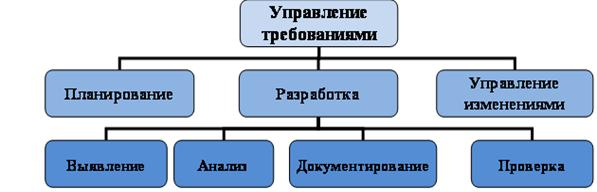 Управление
требованиями
Планирование
Разработка
Управление
изменениями
Выявление
Анализ
Документирование
Проверка